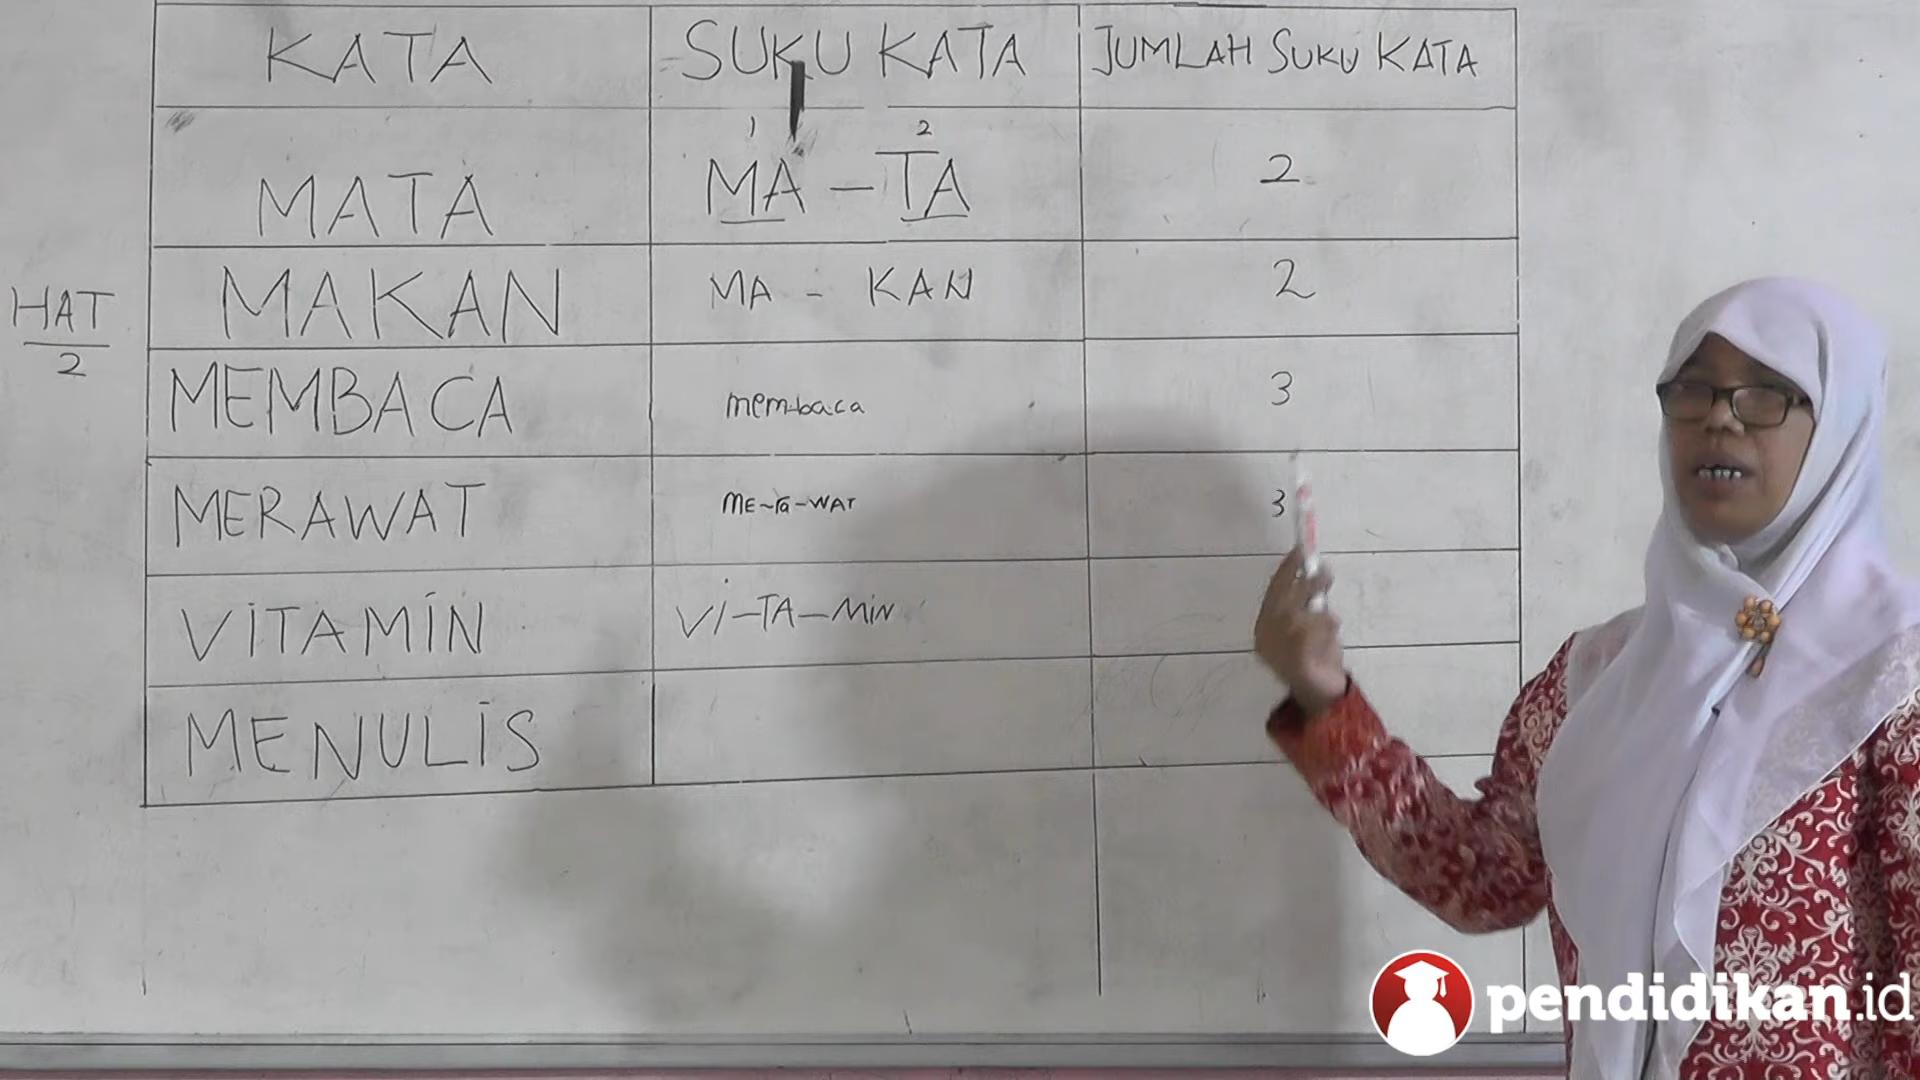 KATA SUKU KATA JUMLAH SUKU KATA
1 2
MATA MA - TA 2
HAT
2
MAKAN MA - KAN 2
MEMBACA mem-baca 3
MERAWAT ME-ra-WAT 3
VITAMIN VI-TA-MIN
MENULIS
pendidikan.id